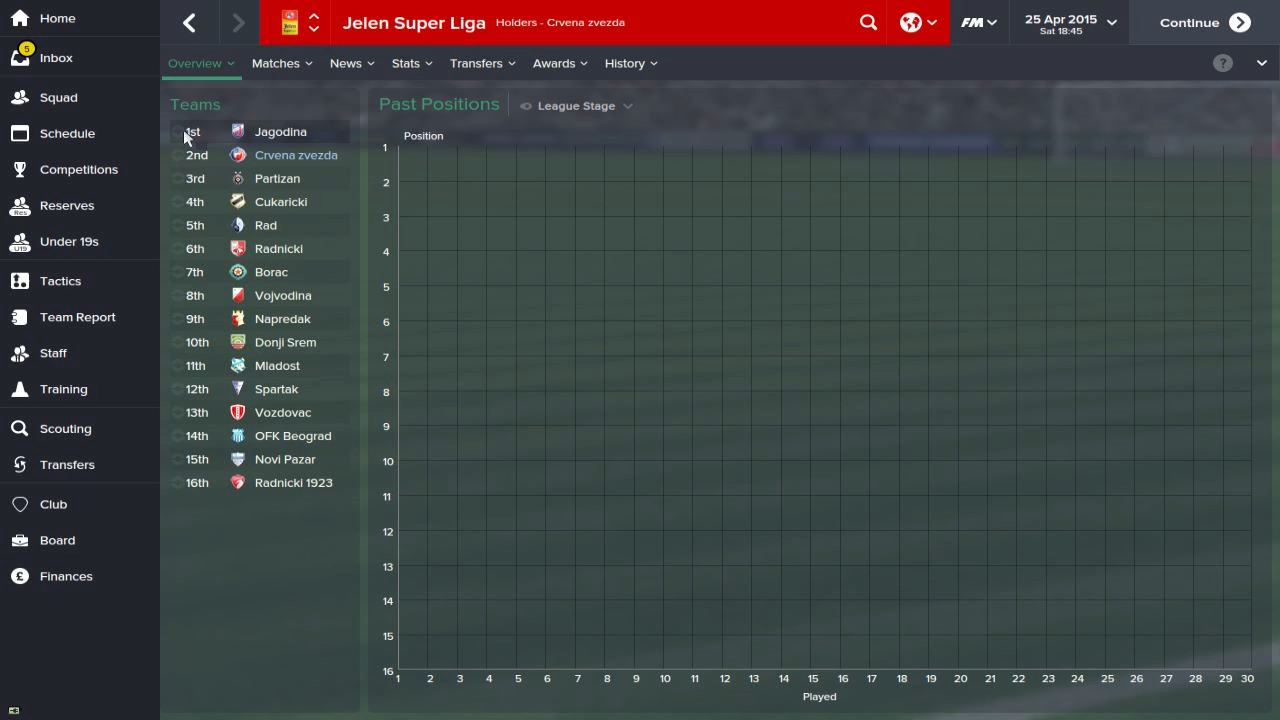 Home
5
Inbox
Squad
Schedule
Competitions
Res
Reserves
U19
Under 19s
Tactics
Team Report
Staff
Training
Scouting
Transfers
Club
Board
£
Finances
Jelen Super Liga Holders - Crvena zvezda
FM
25 Apr 2015
Sat 18:45
Continue
Overview Matches News Stats Transfers Awards History
?
Teams
1st Jagodina
2nd Crvena zvezda
3rd Partizan
4th Cukaricki
5th Rad
6th Radnicki
7th Borac
8th Vojvodina
9th Napredak
10th Donji Srem
11th Mladost
12th Spartak
13th Vozdovac
14th OFK Beograd
15th Novi Pazar
16th Radnicki 1923
Past Positions League Stage
Position
1
2
3
4
5
6
7
8
9
10
11
12
13
14
15
16
1 2 3 4 5 6 7 8 9 10 11 12 13 14 15 16 17 18 19 20 21 22 23 24 25 26 27 28 29 30
Played